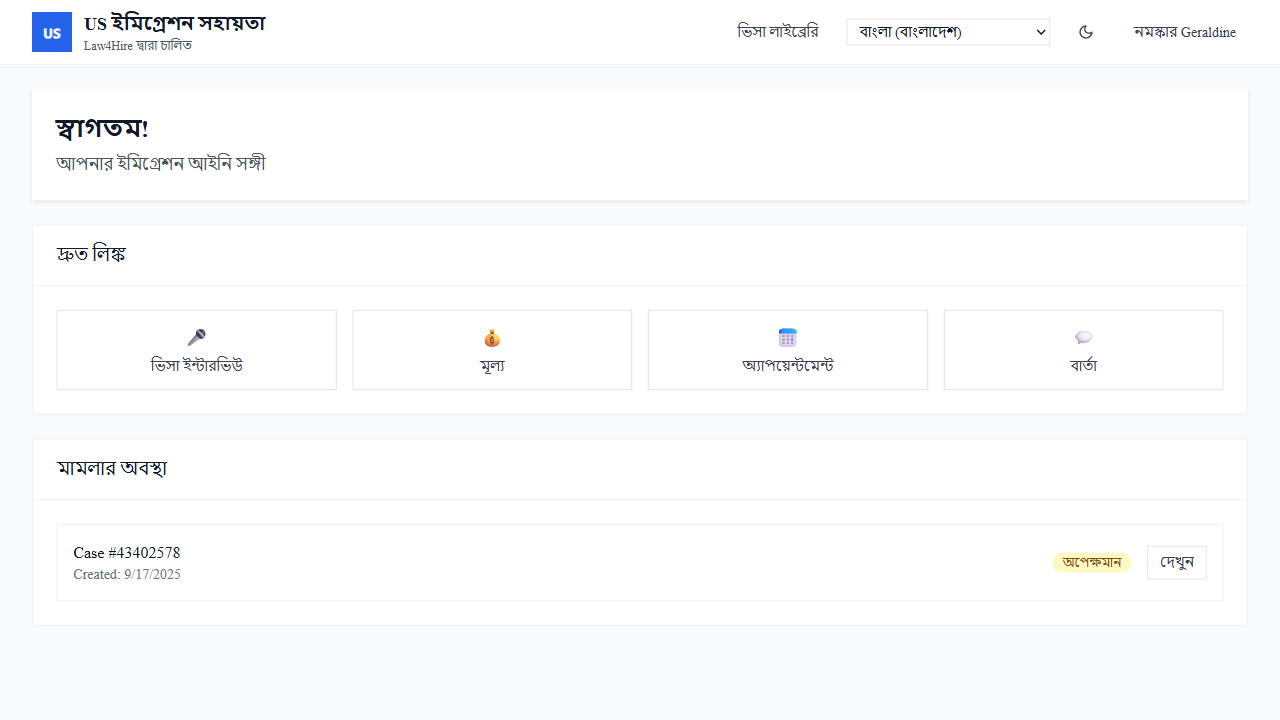 US
US ইমিগ্রেশন সহায়তা
Law4Hire দ্বারা চালিত
ভিসা লাইব্রেরি
বাংলা (বাংলাদেশ)
নমস্কার Geraldine
স্বাগতম!
আপনার ইমিগ্রেশন আইনি সঙ্গী
দ্রুত লিঙ্ক
ভিসা ইন্টারভিউ
মূল্য
অ্যাপয়েন্টমেন্ট
বার্তা
মামলার অবস্থা
Case #43402578
Created: 9/17/2025
অপেক্ষমান
দেখুন